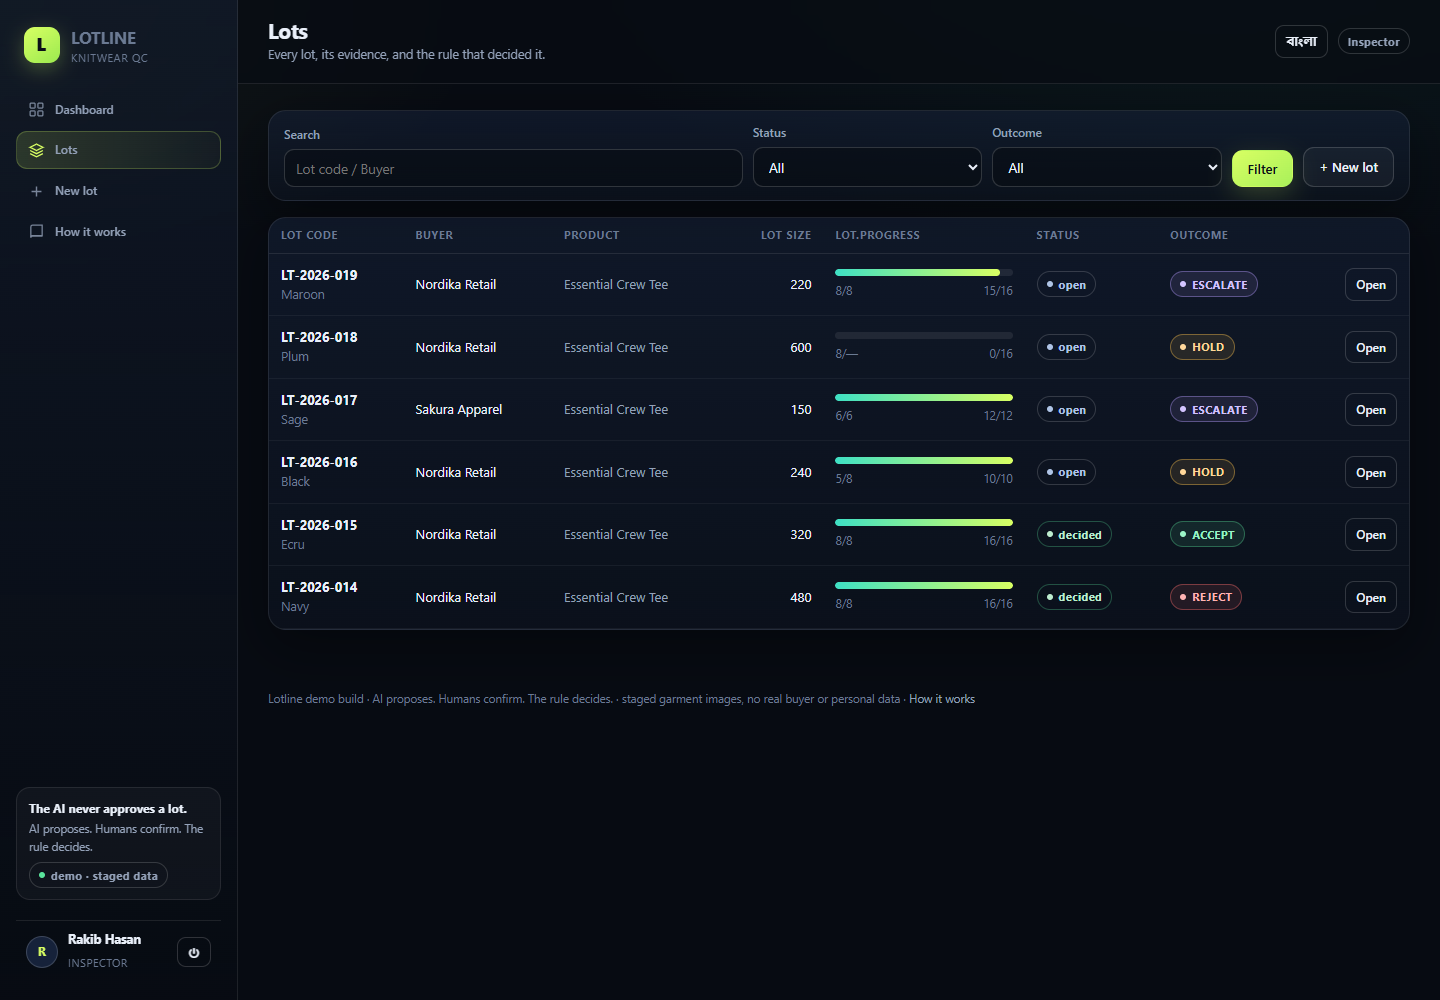 L
LOTLINE
KNITWEAR QC
Dashboard
Lots
New lot
How it works
The AI never approves a lot.
AI proposes. Humans confirm. The
rule decides.
demo · staged data
R
Rakib Hasan
INSPECTOR
Lots
Every lot, its evidence, and the rule that decided it.
বাংলা
Inspector
Search
Status
Outcome
Lot code / Buyer
All
All
Filter
+ New lot
LOT CODE BUYER PRODUCT LOT SIZE LOT.PROGRESS STATUS OUTCOME
LT-2026-019
Maroon
Nordika Retail
Essential Crew Tee
220
8/8 15/16
open
ESCALATE
Open
LT-2026-018
Plum
Nordika Retail
Essential Crew Tee
600
8/— 0/16
open
HOLD
Open
LT-2026-017
Sage
Sakura Apparel
Essential Crew Tee
150
6/6 12/12
open
ESCALATE
Open
LT-2026-016
Black
Nordika Retail
Essential Crew Tee
240
5/8 10/10
open
HOLD
Open
LT-2026-015
Ecru
Nordika Retail
Essential Crew Tee
320
8/8 16/16
decided
ACCEPT
Open
LT-2026-014
Navy
Nordika Retail
Essential Crew Tee
480
8/8 16/16
decided
REJECT
Open
Lotline demo build · AI proposes. Humans confirm. The rule decides. · staged garment images, no real buyer or personal data · How it works